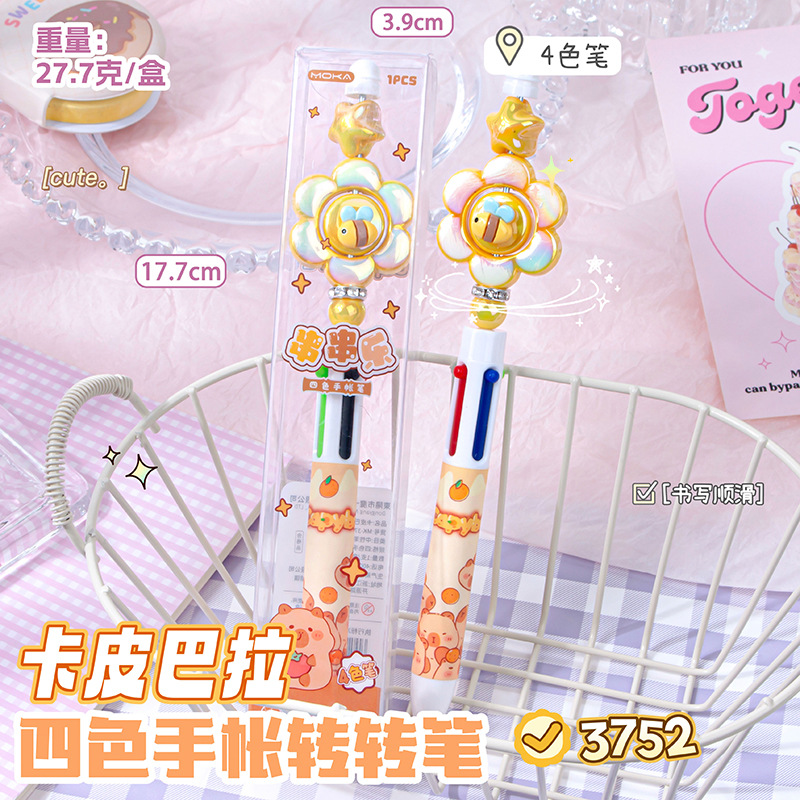 SWEE
重量:
27.7克/盒
3.9cm
4色笔
FOR YOU
Toge
MOKA
1PCS
[cute。]
17.7cm
串串乐
四色手帐笔
M
can bypa
[书写顺滑]
4色笔
卡皮巴拉
四色手帐转转笔
3752